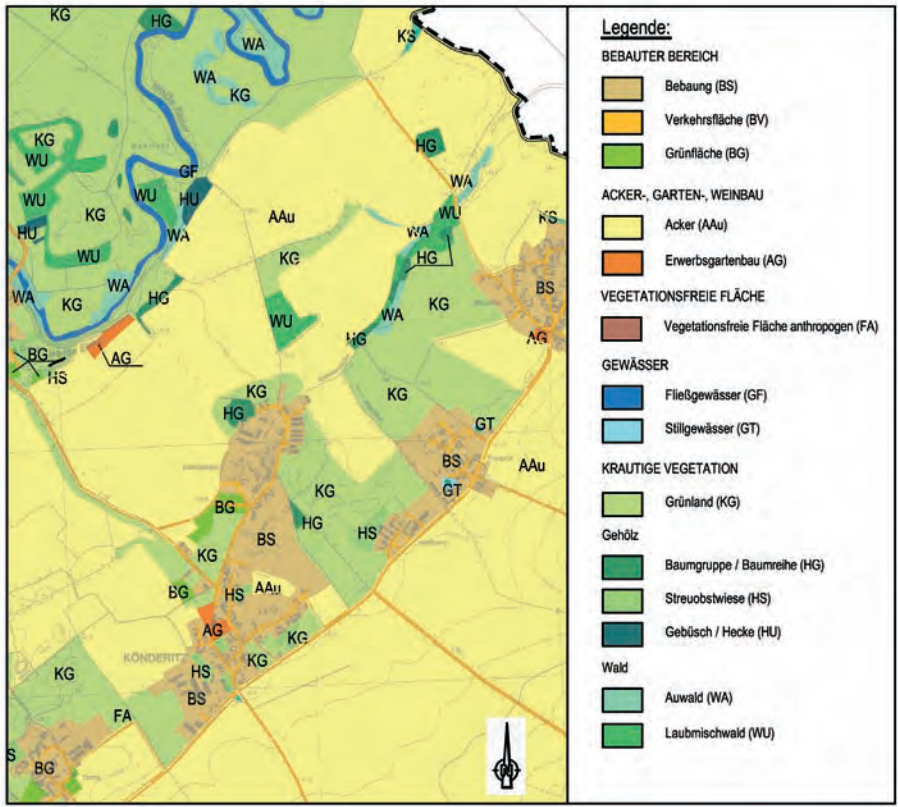 KG
HG
WA
KS
WA
KG
KG
WU
HG
WA
GF
WU
HU
WU
WU
KG
AAu
KS
HU
WA
WA
KG
HG
WU
KG
BS
WA
KG
WA
HG
KG
WA
WU
HG
AG
BG
AG
HS
KG
KG
HG
GT
BS
AAu
KG
GT
BG
HG
HS
BS
KG
BG
HS
AAu
AG
KG
KÖNDERITZ
KG
HS
KG
BS
FA
S
BG
Legende:
BEBAUTER BEREICH
Bebaung (BS)
Verkehrsfläche (BV)
Grünfläche (BG)
ACKER-, GARTEN-, WEINBAU
Acker (AAu)
Erwerbsgartenbau (AG)
VEGETATIONSFREIE FLÄCHE
Vegetationsfreie Fläche anthropogen (FA)
GEWÄSSER
Fließgewässer (GF)
Stillgewässer (GT)
KRAUTIGE VEGETATION
Grünland (KG)
Gehölz
Baumgruppe / Baumreihe (HG)
Streuobstwiese (HS)
Gebüsch / Hecke (HU)
Wald
Auwald (WA)
Laubmischwald (WU)